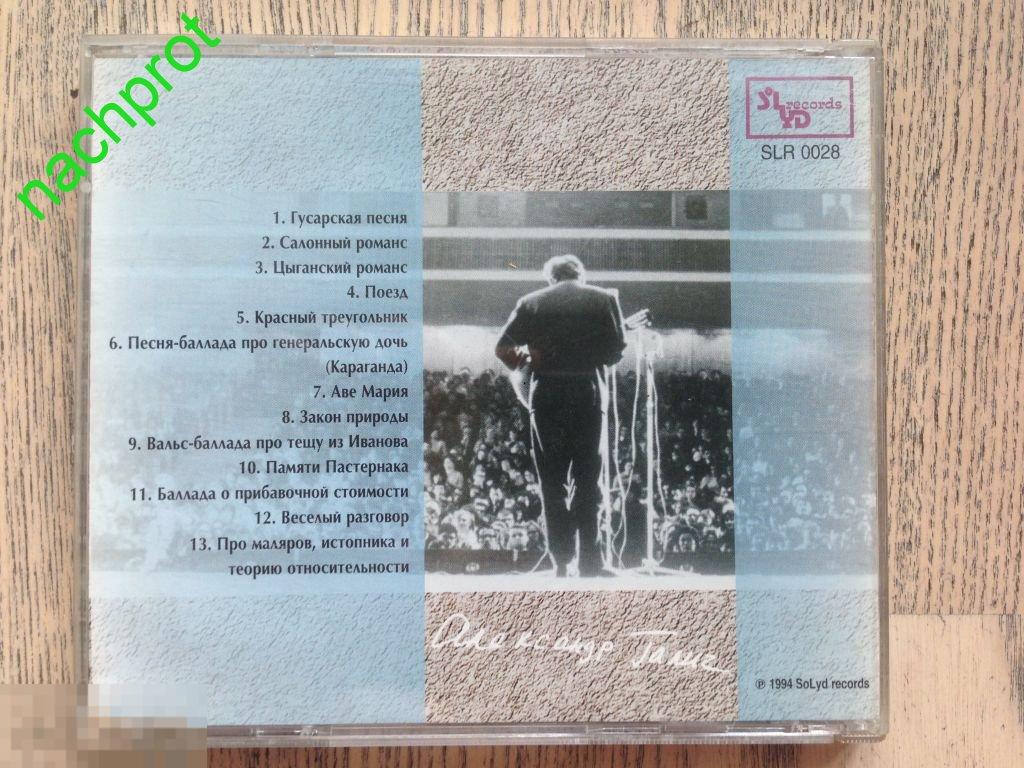 nachprot
SLYD records
SLR 0028
1. Гусарская песня
2. Салонный романс
3. Цыганский романс
4. Поезд
5. Красный треугольник
6. Песня-баллада про генеральскую дочь
(Караганда)
7. Аве Мария
8. Закон природы
9. Вальс-баллада про тещу из Иванова
10. Памяти Пастернака
11. Баллада о прибавочной стоимости
12. Веселый разговор
13. Про маляров, истопника и
теорию относительности
Александр Галич
℗ 1994 SoLyd records